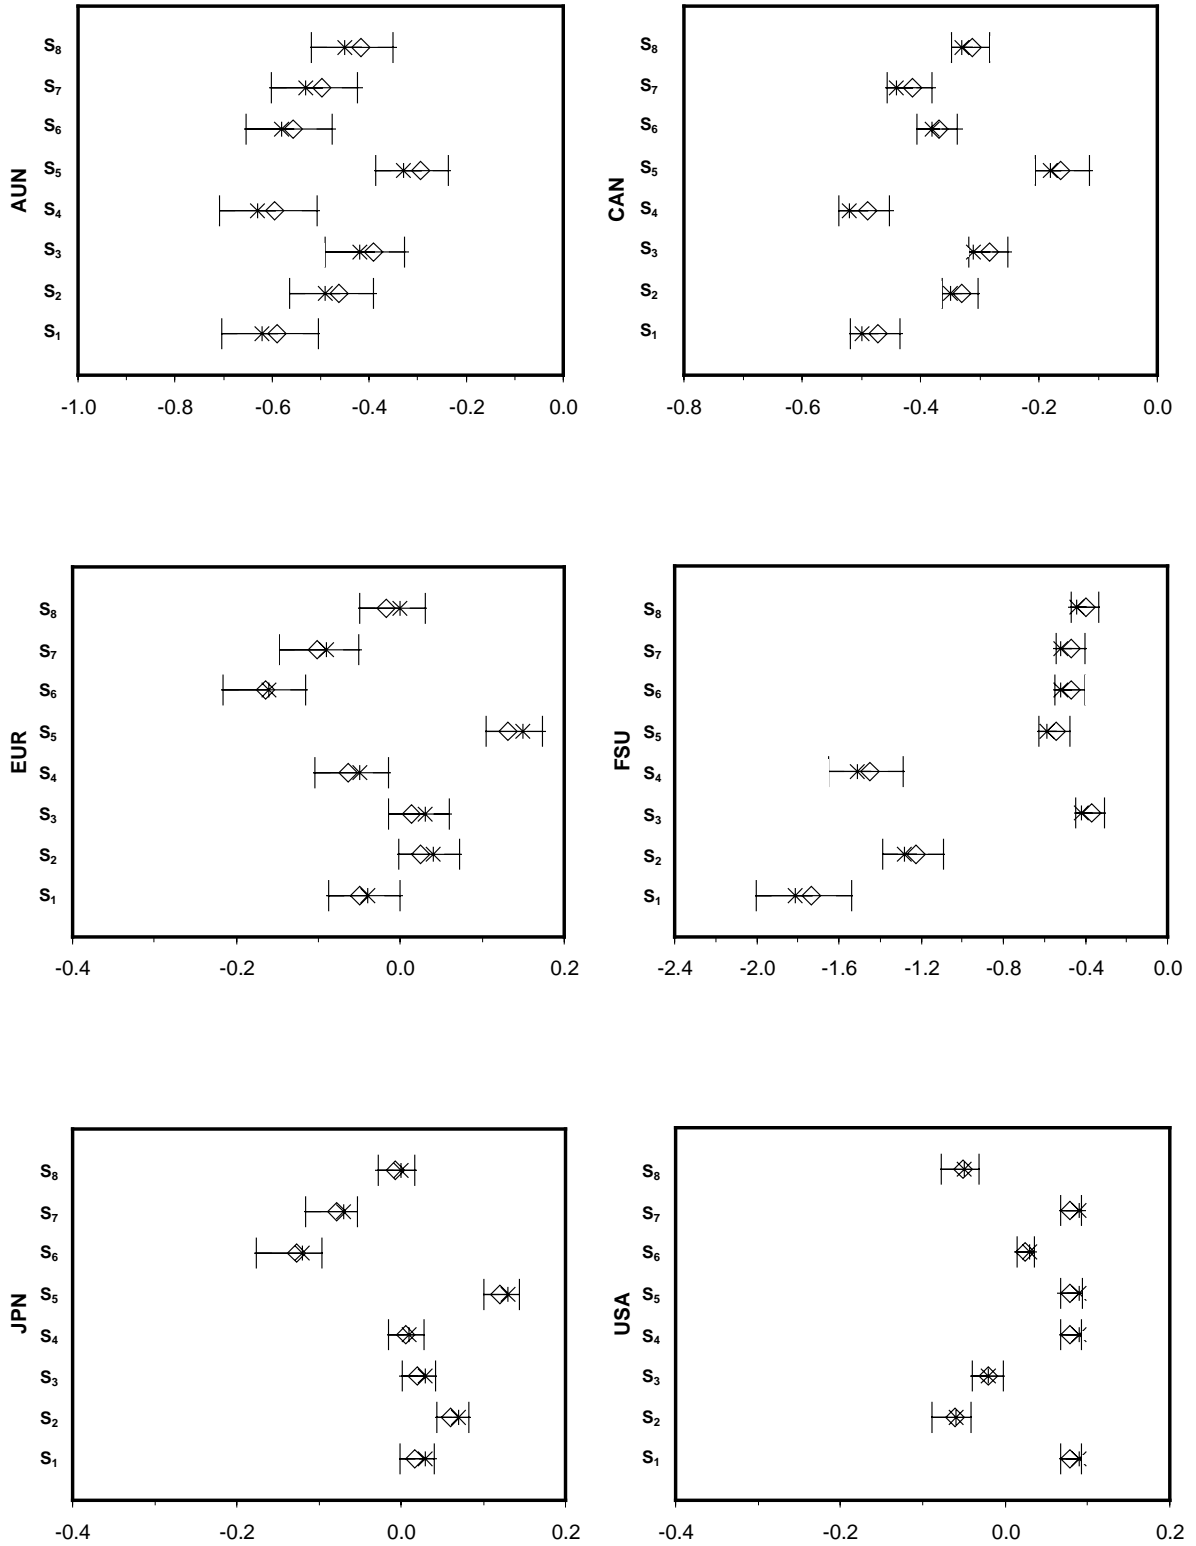 AUN
S₈
S₇
S₆
S₅
S₄
S₃
S₂
S₁
-1.0 -0.8 -0.6 -0.4 -0.2 0.0
CAN
S₈
S₇
S₆
S₅
S₄
S₃
S₂
S₁
-0.8 -0.6 -0.4 -0.2 0.0
EUR
S₈
S₇
S₆
S₅
S₄
S₃
S₂
S₁
-0.4 -0.2 0.0 0.2
FSU
S₈
S₇
S₆
S₅
S₄
S₃
S₂
S₁
-2.4 -2.0 -1.6 -1.2 -0.8 -0.4 0.0
JPN
S₈
S₇
S₆
S₅
S₄
S₃
S₂
S₁
-0.4 -0.2 0.0 0.2
USA
S₈
S₇
S₆
S₅
S₄
S₃
S₂
S₁
-0.4 -0.2 0.0 0.2